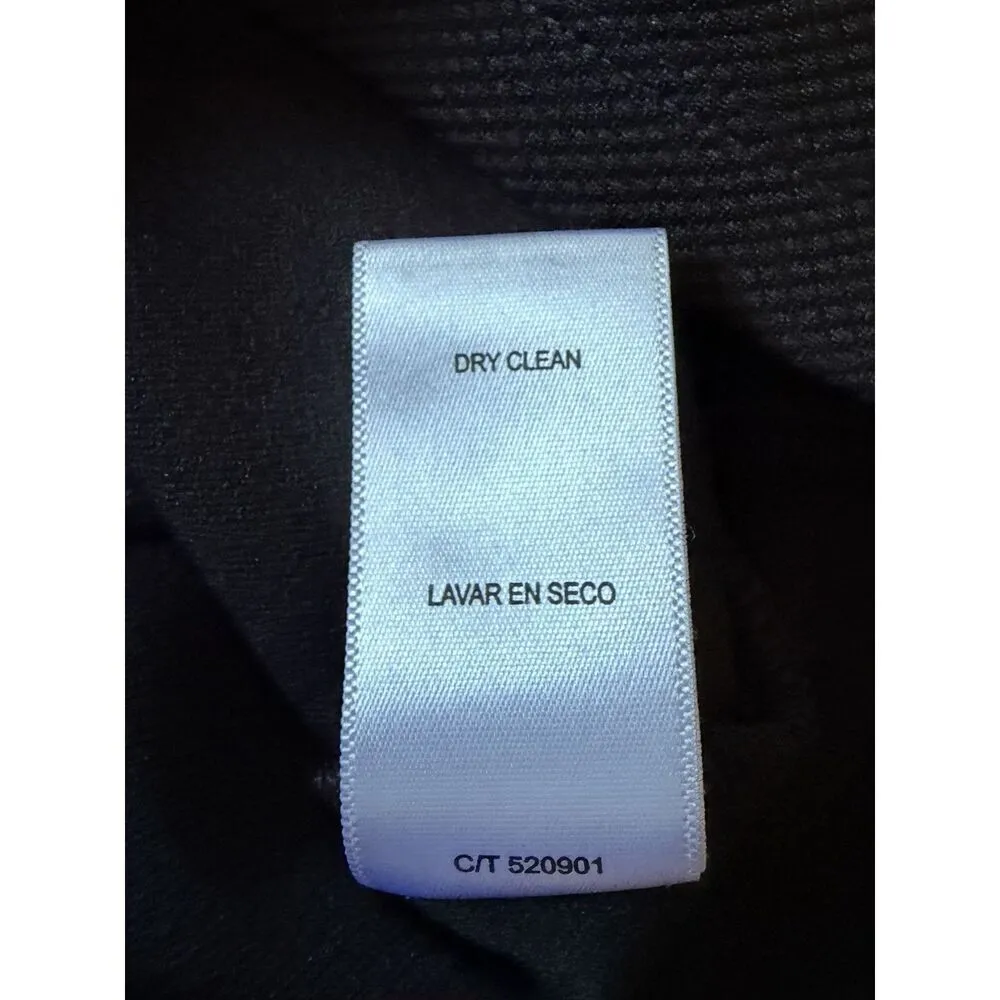 DRY CLEAN
LAVAR EN SECO
C/T 520901